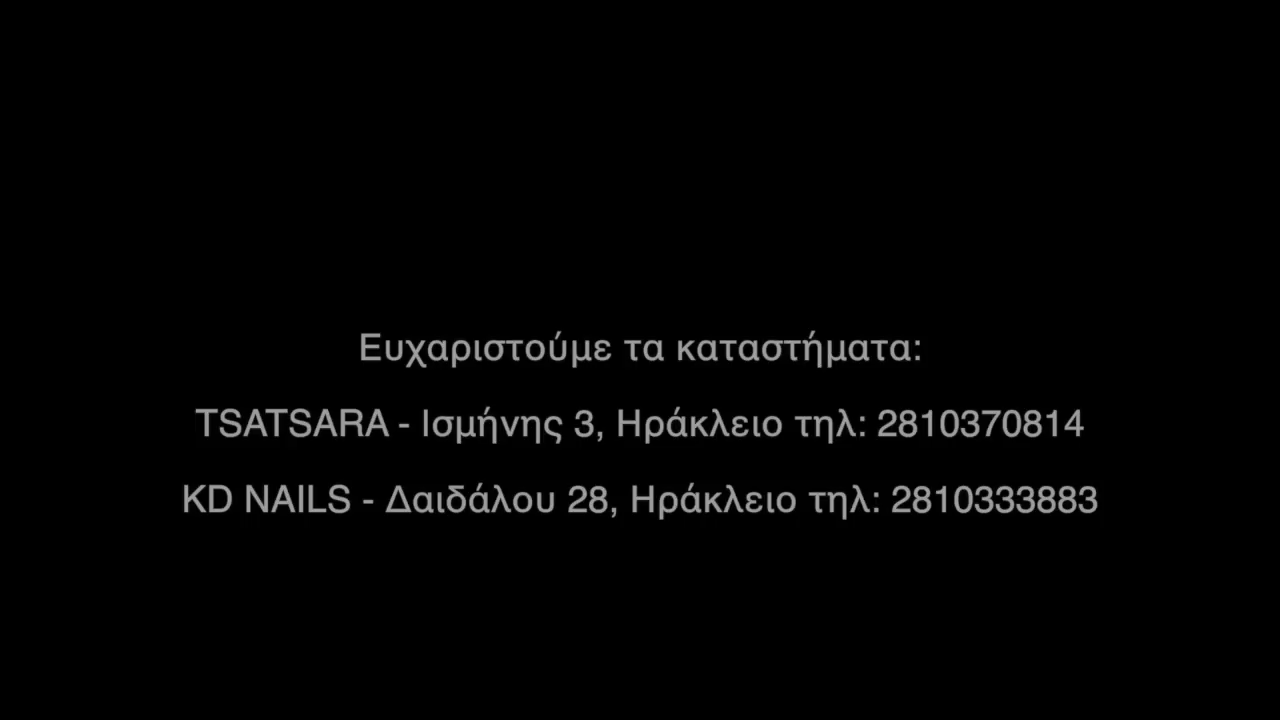 Ευχαριστούμε τα καταστήματα:
TSATSARA - Ισμήνης 3, Ηράκλειο τηλ: 2810370814
KD NAILS - Δαιδάλου 28, Ηράκλειο τηλ: 2810333883